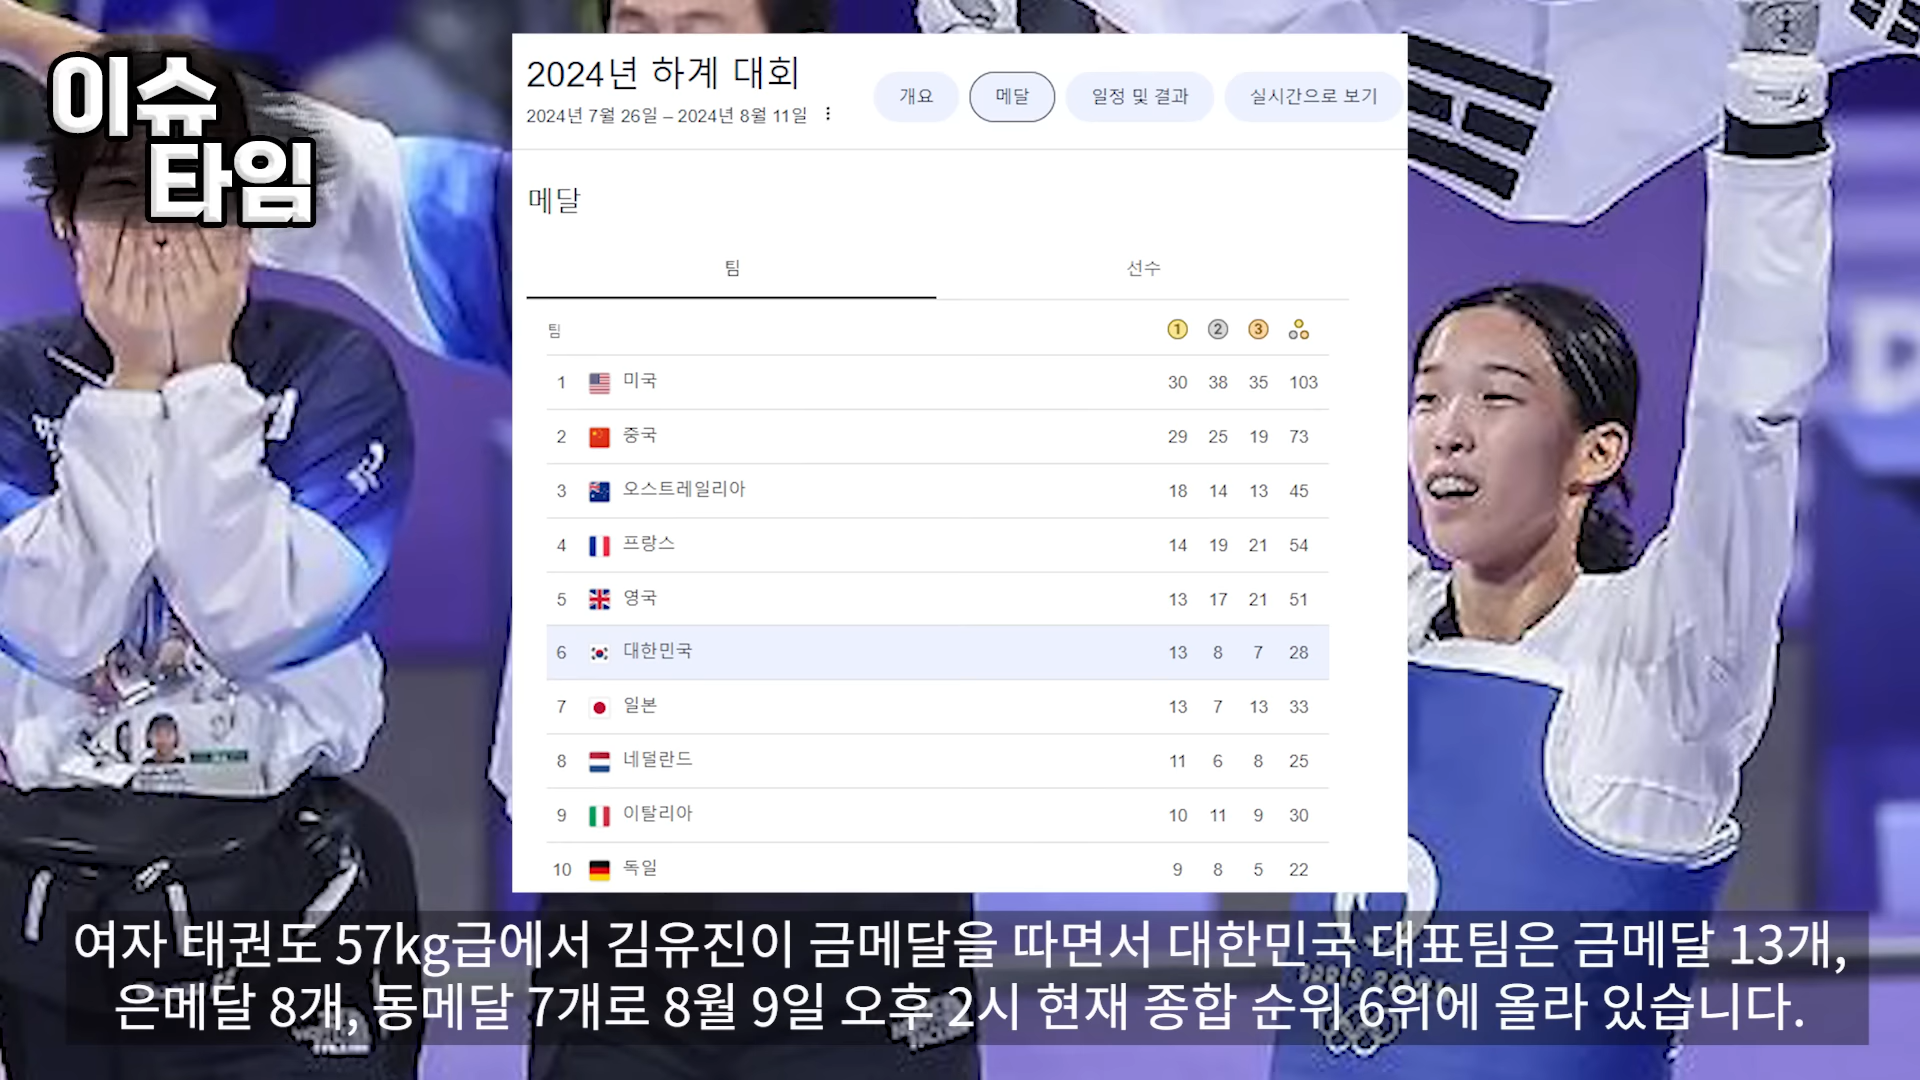 이슈
타임
2024년 하계 대회
2024년 7월 26일 – 2024년 8월 11일
개요
메달
일정 및 결과
실시간으로 보기
메달
팀
선수
팀
1 2 3
1 미국 30 38 35 103
2 중국 29 25 19 73
3 오스트레일리아 18 14 13 45
4 프랑스 14 19 21 54
5 영국 13 17 21 51
6 대한민국 13 8 7 28
7 일본 13 7 13 33
8 네덜란드 11 6 8 25
9 이탈리아 10 11 9 30
10 독일 9 8 5 22
여자 태권도 57kg급에서 김유진이 금메달을 따면서 대한민국 대표팀은 금메달 13개,
은메달 8개, 동메달 7개로 8월 9일 오후 2시 현재 종합 순위 6위에 올라 있습니다.